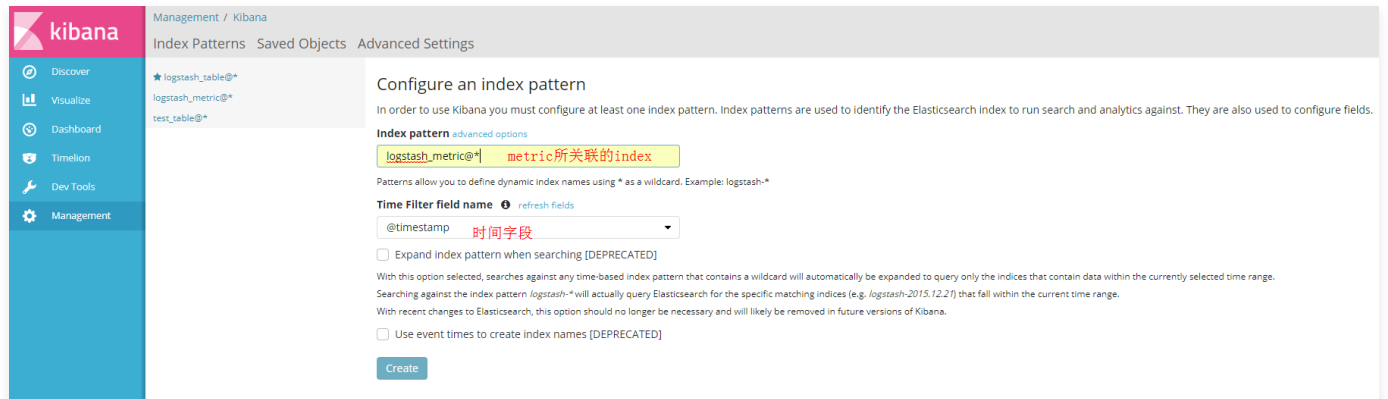 kibana
Discover
Visualize
Dashboard
Timelion
Dev Tools
Management
Management / Kibana
Index Patterns Saved Objects Advanced Settings
logstash_table@*
logstash_metric@*
test_table@*
Configure an index pattern
In order to use Kibana you must configure at least one index pattern. Index patterns are used to identify the Elasticsearch index to run search and analytics against. They are also used to configure fields.
Index pattern advanced options
logstash_metric@* metric所关联的index
Patterns allow you to define dynamic index names using * as a wildcard. Example: logstash-*
Time Filter field name refresh fields
@timestamp 时间字段
Expand index pattern when searching [DEPRECATED]
With this option selected, searches against any time-based index pattern that contains a wildcard will automatically be expanded to query only the indices that contain data within the currently selected time range.
Searching against the index pattern logstash-* will actually query Elasticsearch for the specific matching indices (e.g. logstash-2015.12.21) that fall within the current time range.
With recent changes to Elasticsearch, this option should no longer be necessary and will likely be removed in future versions of Kibana.
Use event times to create index names [DEPRECATED]
Create